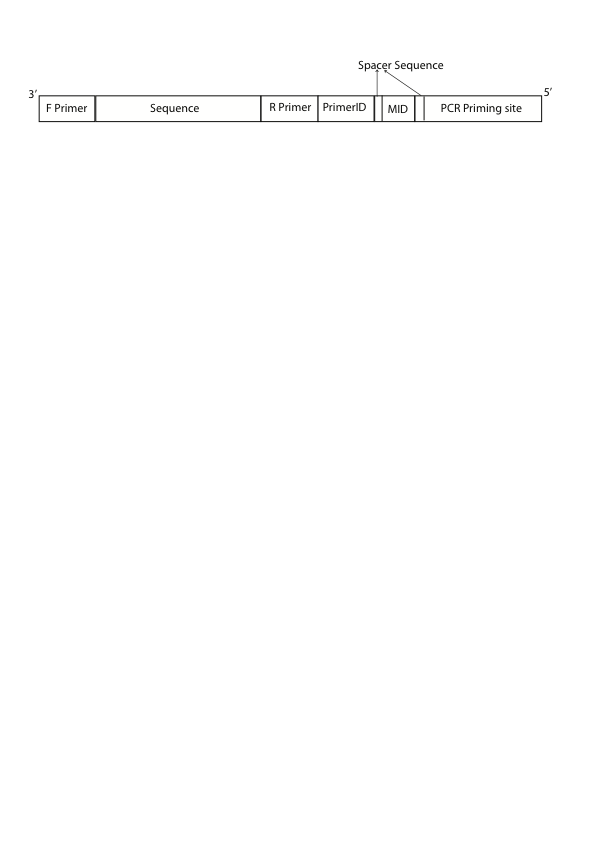 Spacer Sequence
3’ 5’
F Primer Sequence R Primer PrimerID MID PCR Priming site